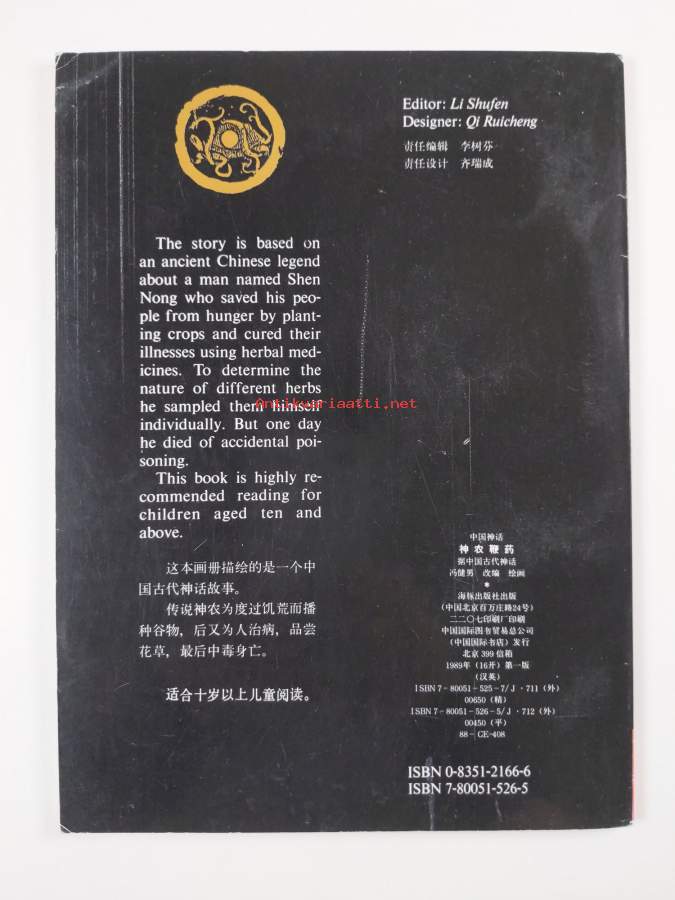 Editor: Li Shufen
Designer: Qi Ruicheng
责任编辑 李树芬
责任设计 齐瑞成
The story is based on
an ancient Chinese legend
about a man named Shen
Nong who saved his peo-
ple from hunger by plant-
ing crops and cured their
illnesses using herbal med-
icines. To determine the
nature of different herbs
he sampled them himself
individually. But one day
he died of accidental poi-
soning.
This book is highly re-
commended reading for
children aged ten and
above.
这本画册描绘的是一个中
国古代神话故事。
传说神农为度过饥荒而播
种谷物，后又为人治病，品尝
花草，最后中毒身亡。
适合十岁以上儿童阅读。
Antikvariaatti.net
中国神话
神农鞭药
据中国古代神话
冯健男 改编 绘画
*
海豚出版社出版
(中国北京百万庄路24号)
二二〇七印刷厂印刷
中国国际图书贸易总公司
(中国国际书店) 发行
北京 399 信箱
1989年 (16开) 第一版
(汉英)
ISBN 7-80051-525-7/J·711 (外)
00650 (精)
ISBN 7-80051-526-5/J·712 (外)
00450 (平)
88-CE-408
ISBN 0-8351-2166-6
ISBN 7-80051-526-5